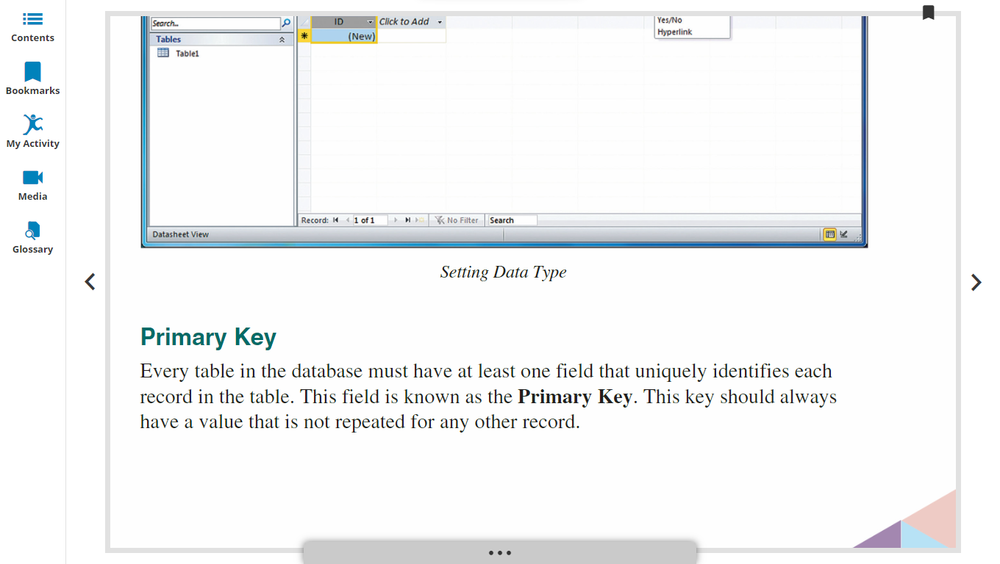 Contents
Bookmarks
My Activity
Media
Glossary
Search...
Tables
Table1
ID
Click to Add
(New)
Yes/No
Hyperlink
Record:
1 of 1
No Filter
Search
Datasheet View
Setting Data Type
Primary Key
Every table in the database must have at least one field that uniquely identifies each
record in the table. This field is known as the Primary Key. This key should always
have a value that is not repeated for any other record.